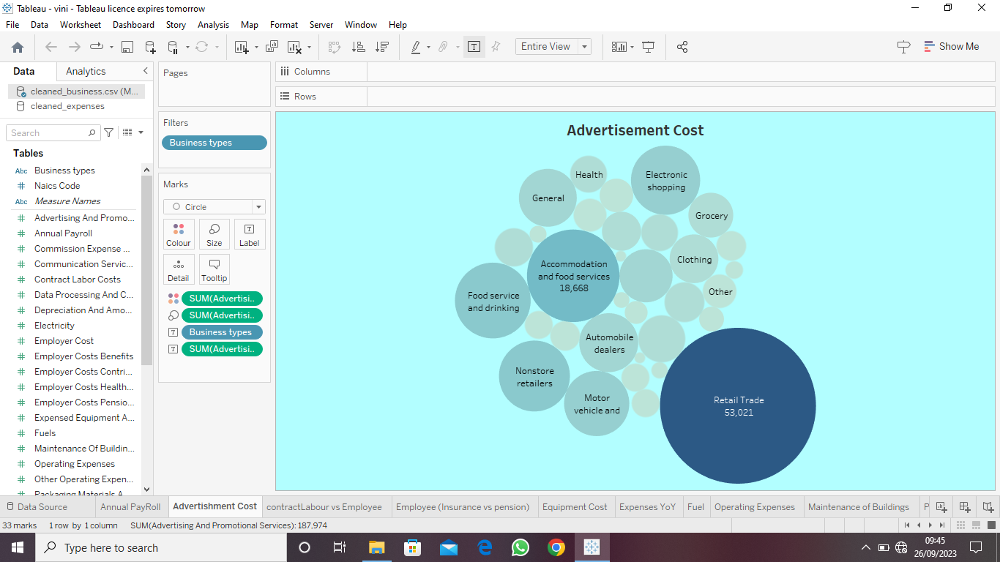 Tableau - vini - Tableau licence expires tomorrow
File Data Worksheet Dashboard Story Analysis Map Format Server Window Help
Entire View
Show Me
Data Analytics
cleaned_business.csv (M...
cleaned_expenses
Search
Tables
Abc Business types
# Naics Code
Abc Measure Names
# Advertising And Promo...
# Annual Payroll
# Commission Expense ...
# Communication Servic...
# Contract Labor Costs
# Data Processing And C...
# Depreciation And Amo...
# Electricity
# Employer Cost
# Employer Costs Benefits
# Employer Costs Contri...
# Employer Costs Health...
# Employer Costs Pensio...
# Expensed Equipment A...
# Fuels
# Maintenance Of Buildin...
# Operating Expenses
# Other Operating Expen...
Packaging Materials A
Pages
Filters
Business types
Marks
Circle
Colour Size Label
Detail Tooltip
SUM(Advertisi..
SUM(Advertisi..
Business types
SUM(Advertisi..
Columns
Rows
Advertisement Cost
Health
Electronic
shopping
General
Grocery
Clothing
Accommodation
and food services
18,668
Other
Food service
and drinking
Automobile
dealers
Nonstore
retailers
Motor
vehicle and
Retail Trade
53,021
Data Source Annual PayRoll Advertishment Cost contractLabour vs Employee Employee (Insurance vs pension) Equipment Cost Expenses YoY Fuel Operating Expenses Maintenance of Buildings P
33 marks 1 row by 1 column SUM(Advertising And Promotional Services): 187.974
Type here to search
09:45
26/09/2023